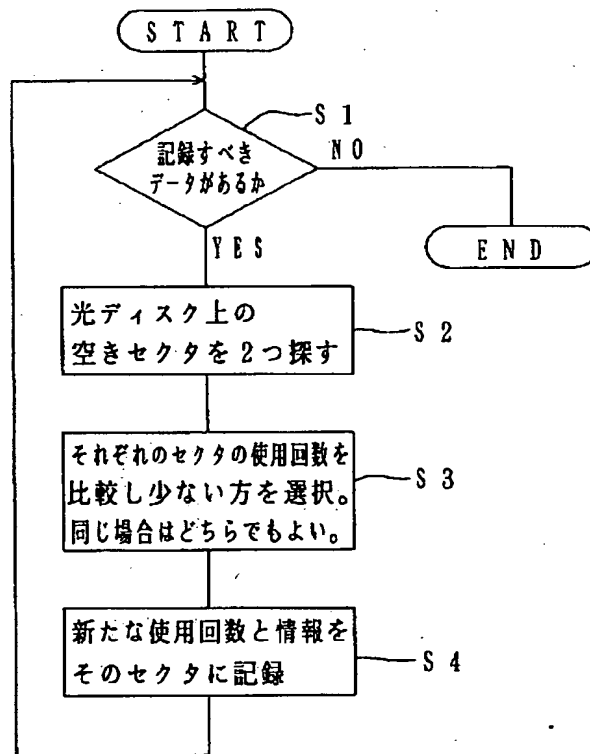 START
S1
記録すべき
データがあるか
NO
END
YES
光ディスク上の
空きセクタを2つ探す
S2
それぞれのセクタの使用回数を
比較し少ない方を選択。
同じ場合はどちらでもよい。
S3
新たな使用回数と情報を
そのセクタに記録
S4